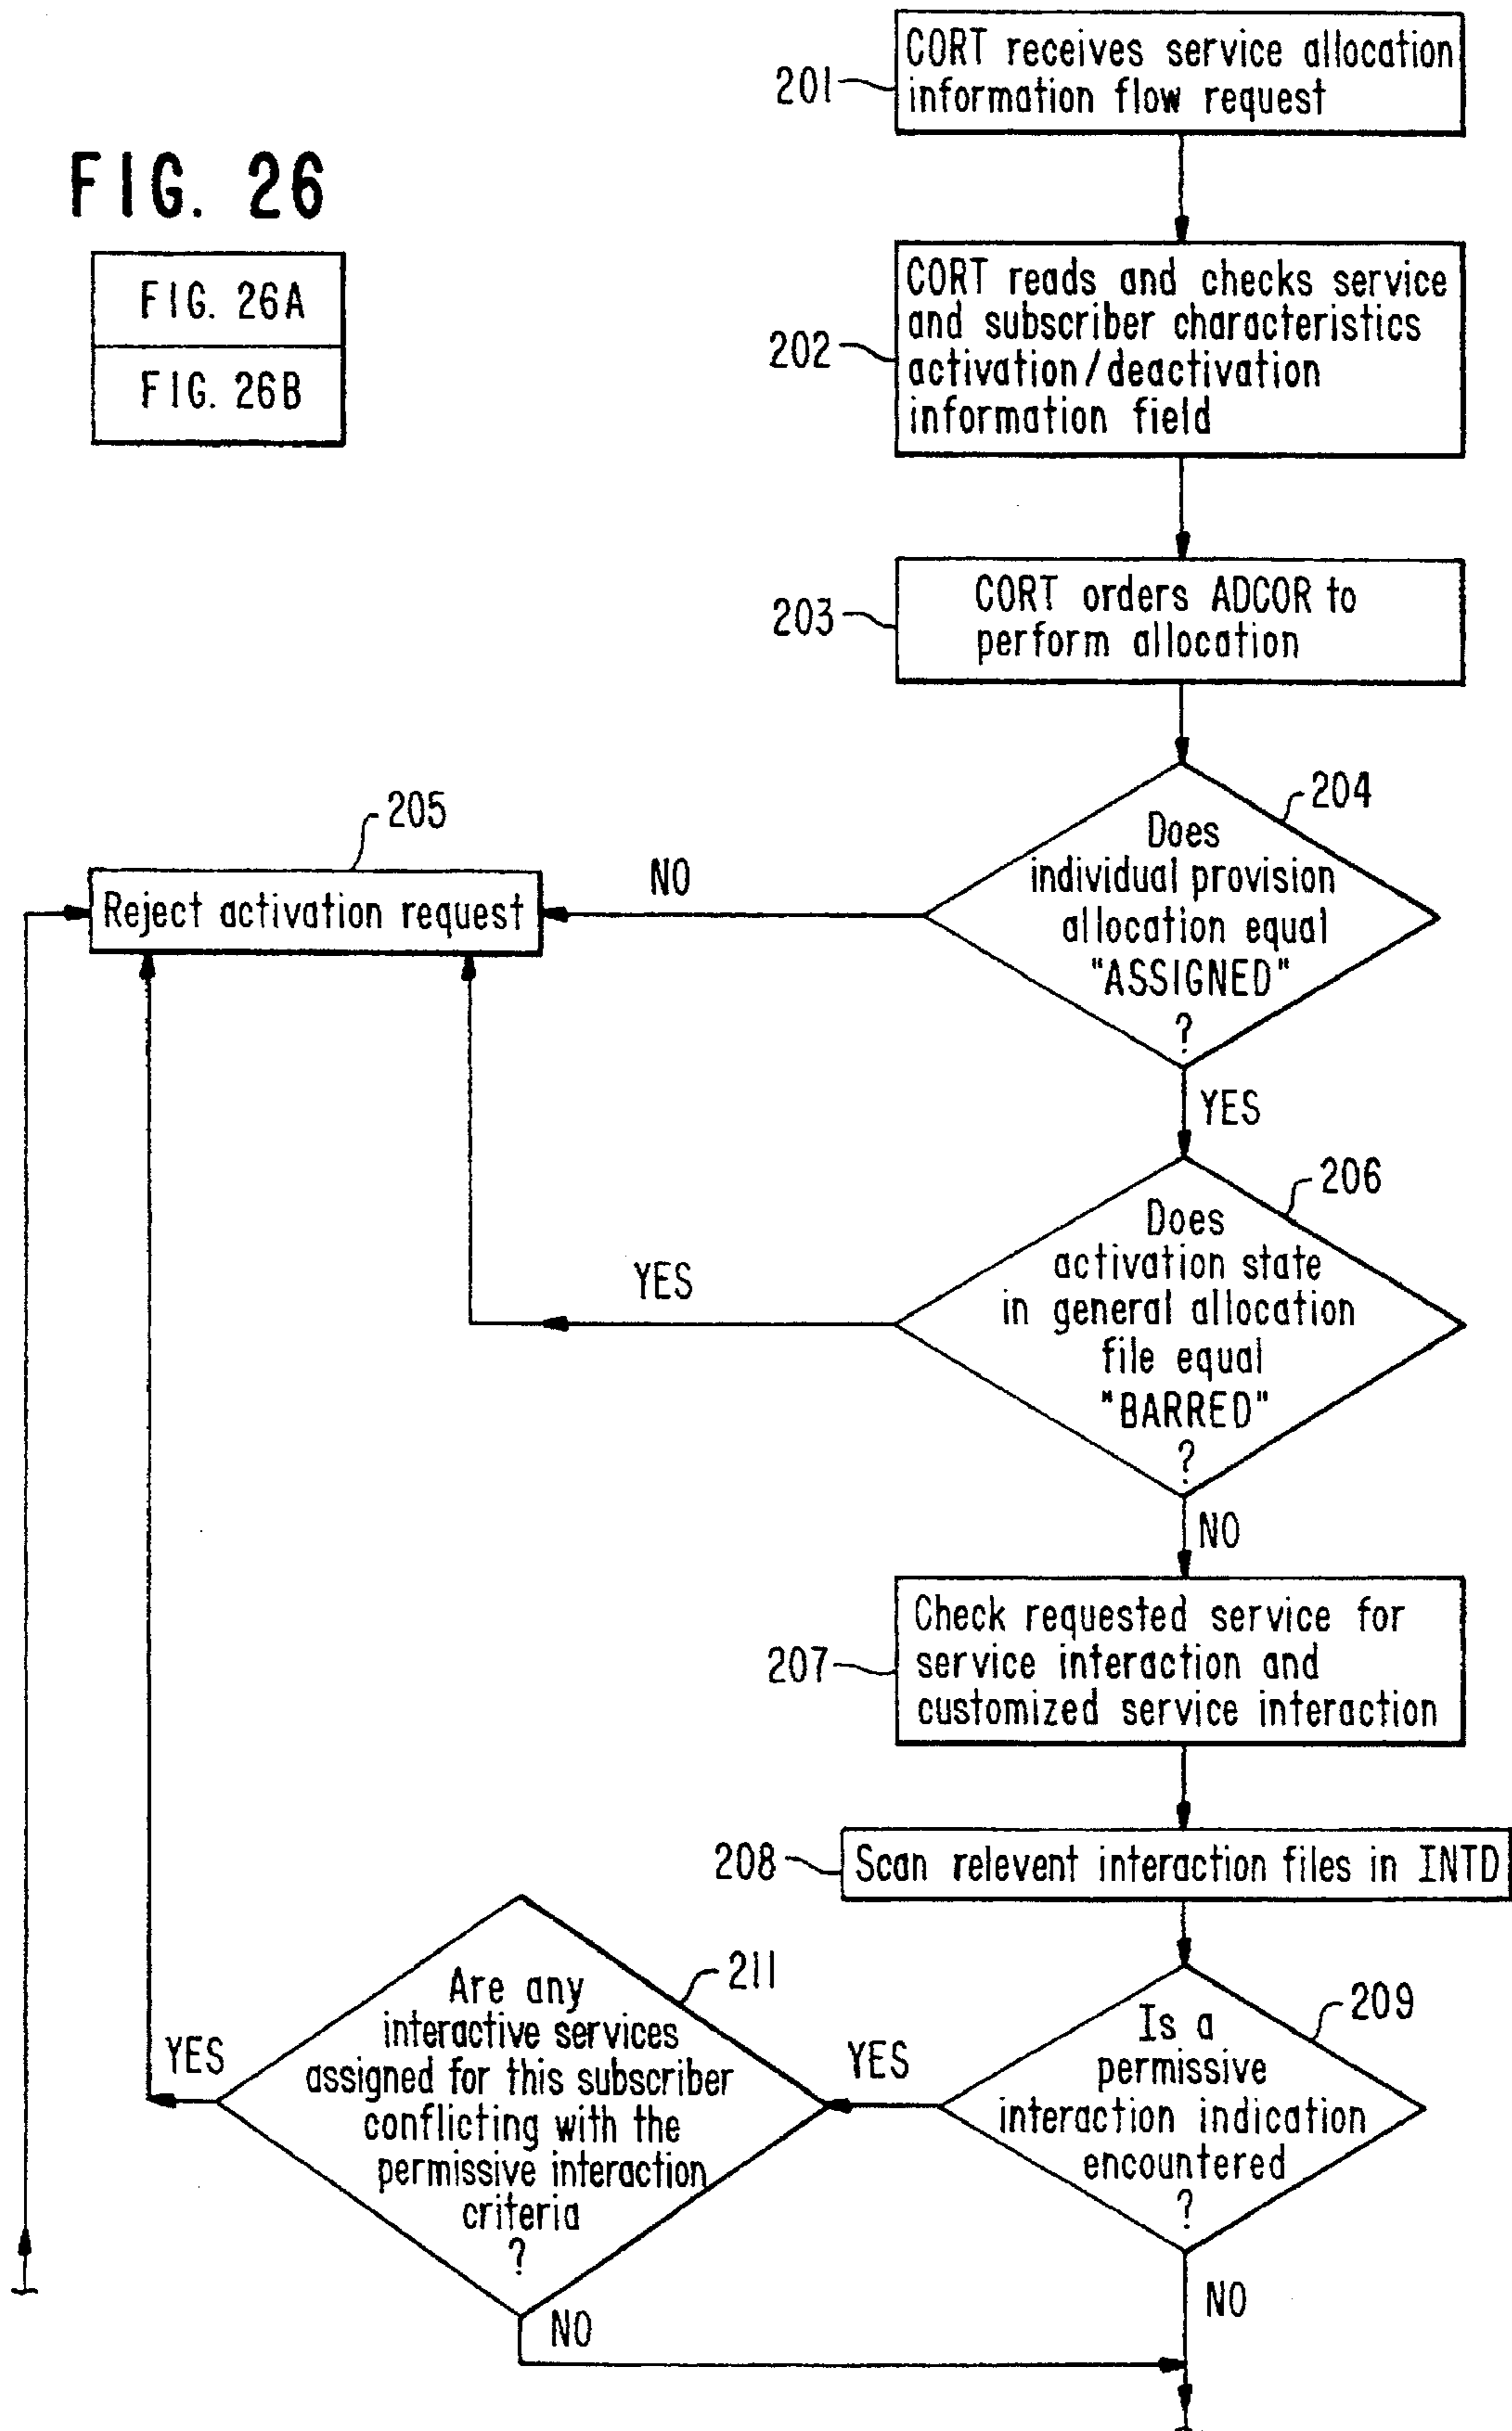 CORT receives service allocation
information flow request
201
FIG. 26
FIG. 26A
FIG. 26B
CORT reads and checks service
and subscriber characteristics
activation/deactivation
information field
202
CORT orders ADCOR to
perform allocation
203
204
Does
individual provision
allocation equal
"ASSIGNED"
?
NO
205
Reject activation request
YES
206
Does
activation state
in general allocation
file equal
"BARRED"
?
YES
NO
Check requested service for
service interaction and
customized service interaction
207
208
Scan relevent interaction files in INTD
209
Is a
permissive
interaction indication
encountered
?
YES
211
Are any
interactive services
assigned for this subscriber
conflicting with the
permissive interaction
criteria
?
YES
NO
NO